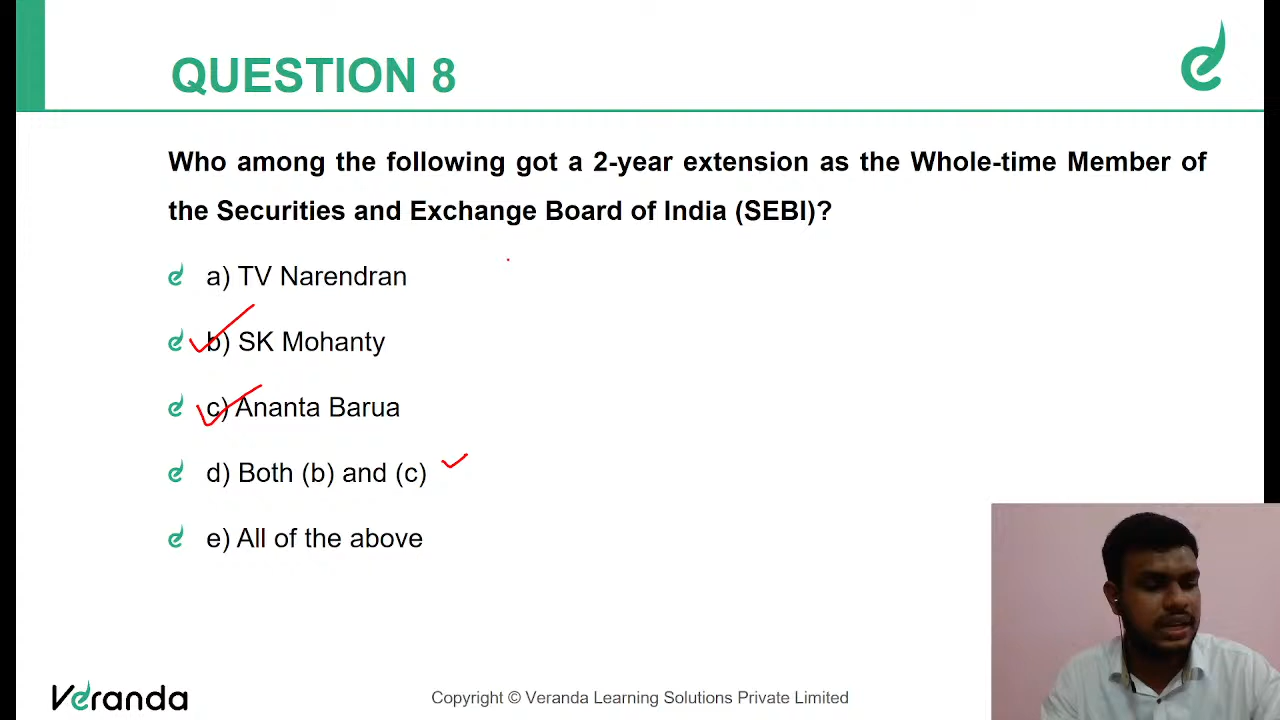 QUESTION 8
Who among the following got a 2-year extension as the Whole-time Member of
the Securities and Exchange Board of India (SEBI)?
a) TV Narendran
b) SK Mohanty
c) Ananta Barua
d) Both (b) and (c)
e) All of the above
Veranda
Copyright © Veranda Learning Solutions Private Limited